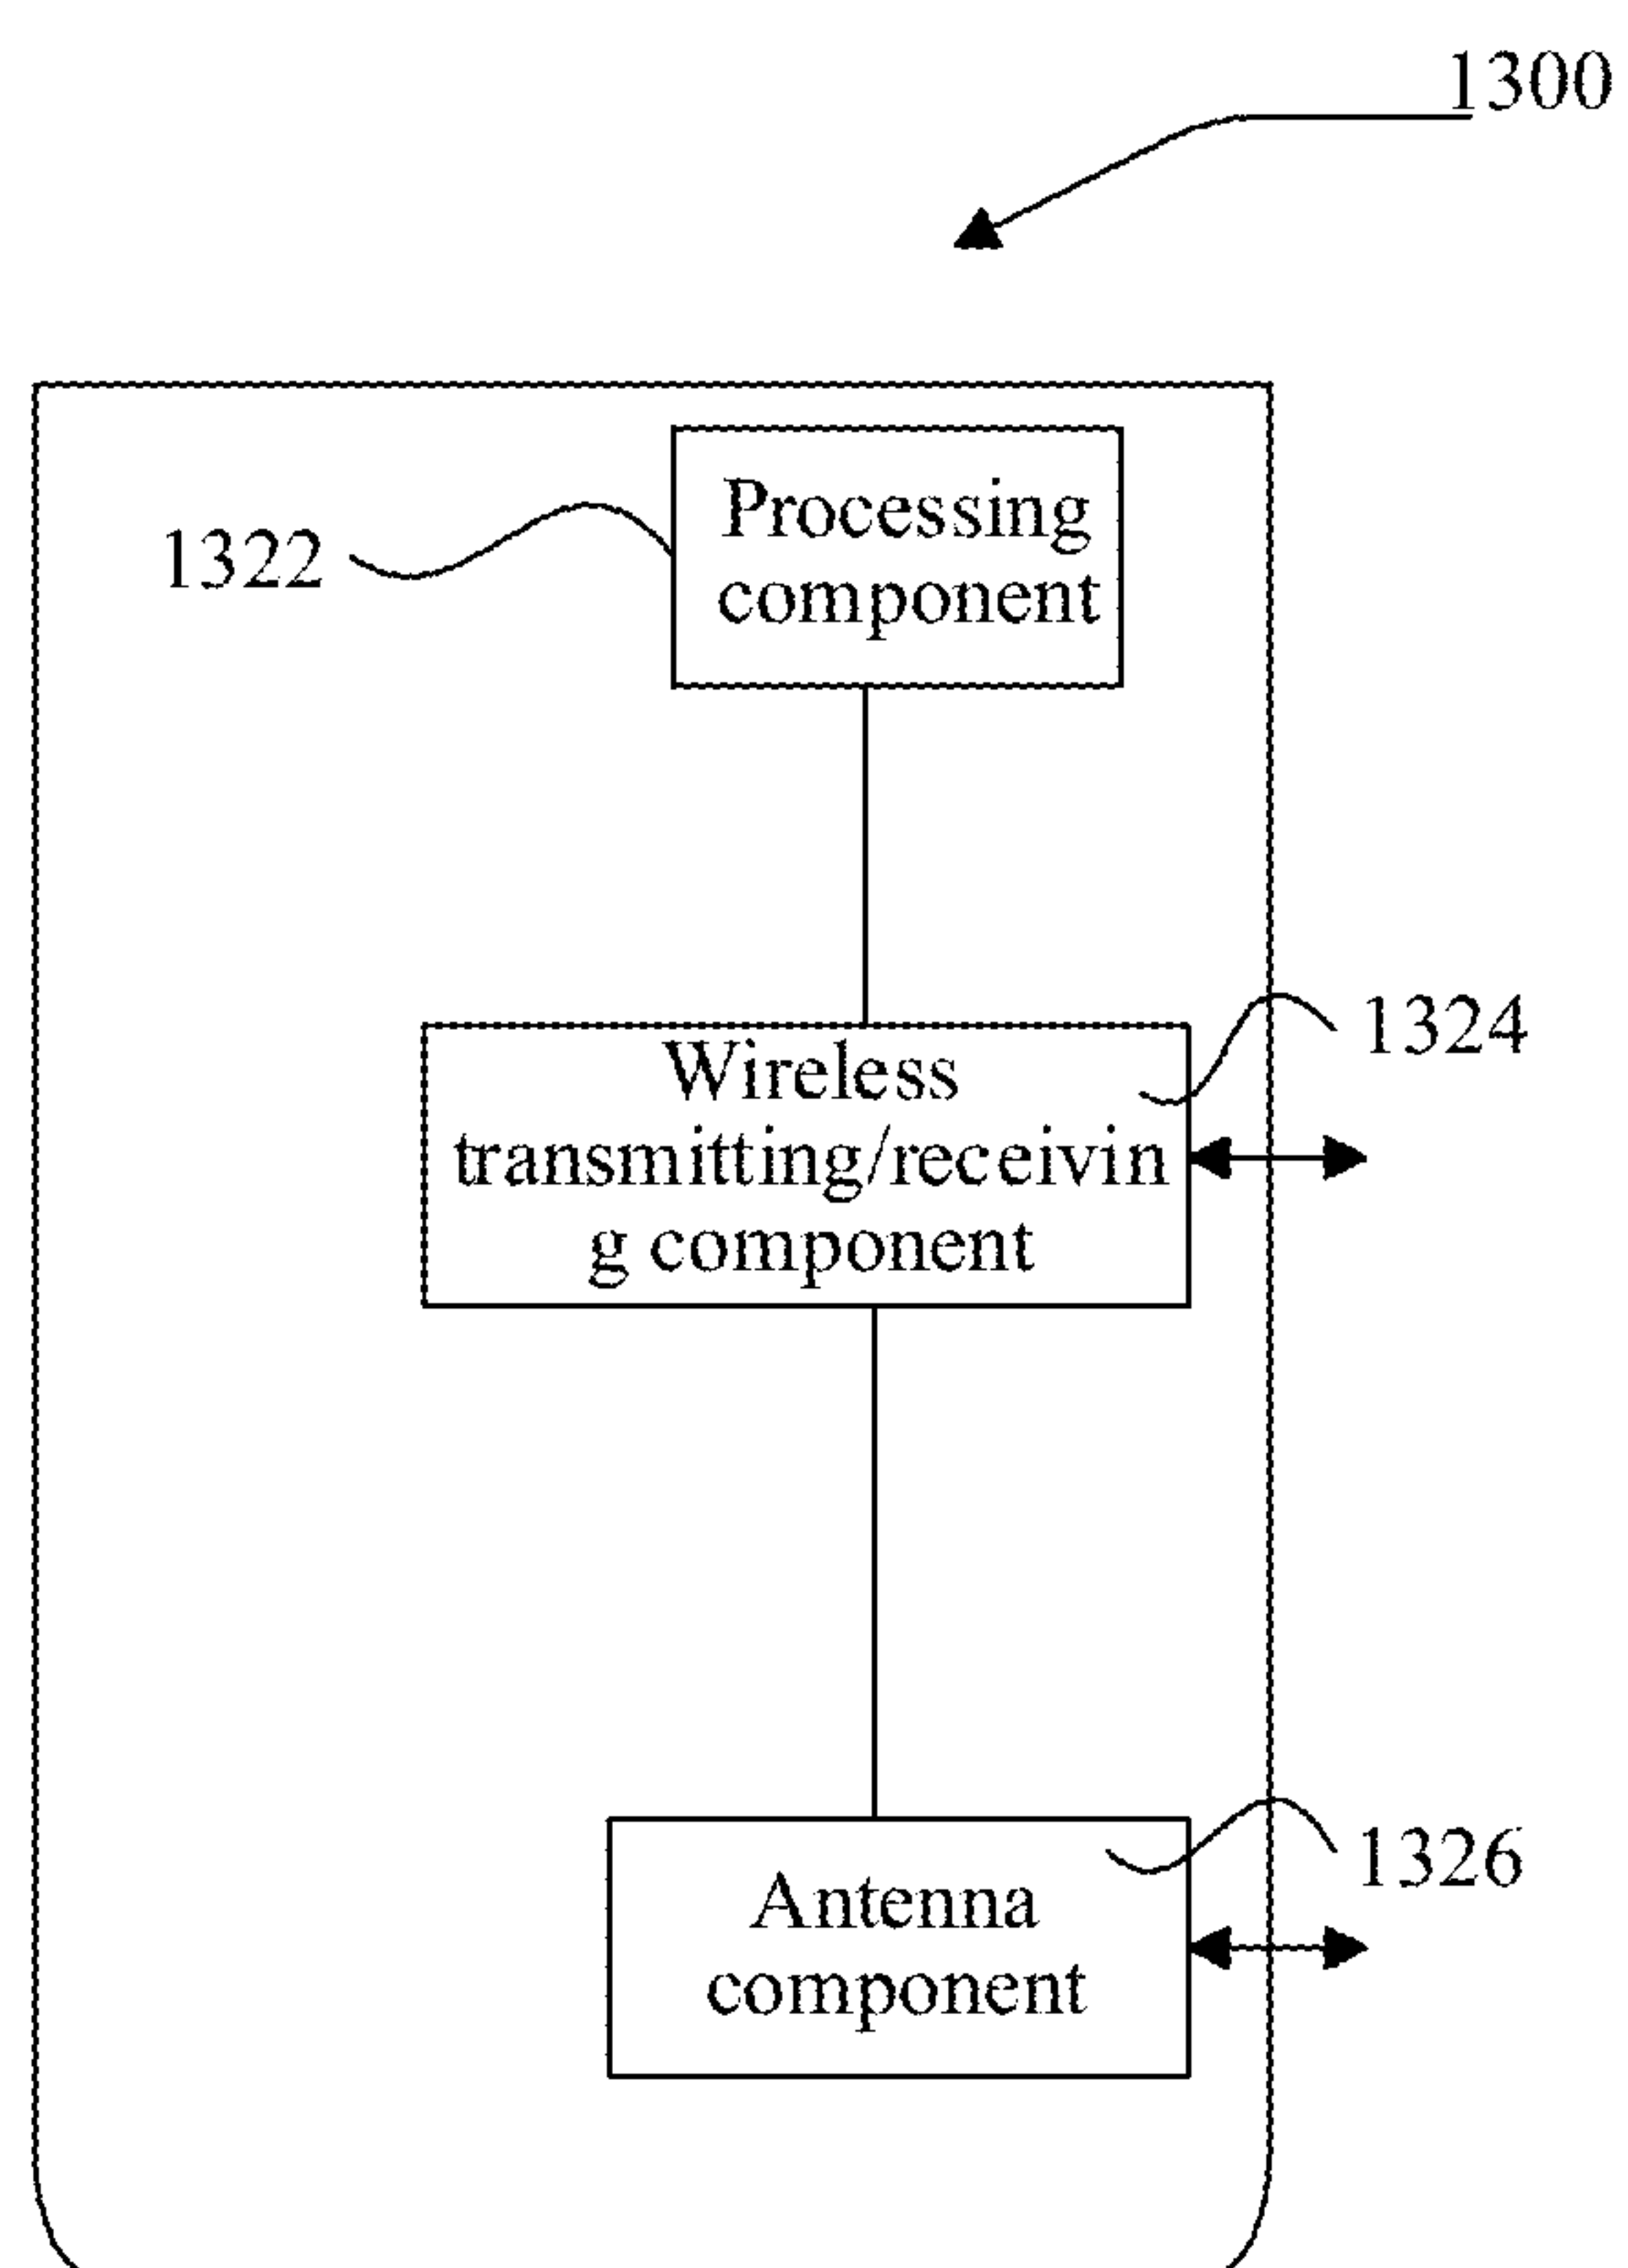 1300
Processing
component
1322
Wireless
transmitting/receivin
g component
1324
Antenna
component
1326